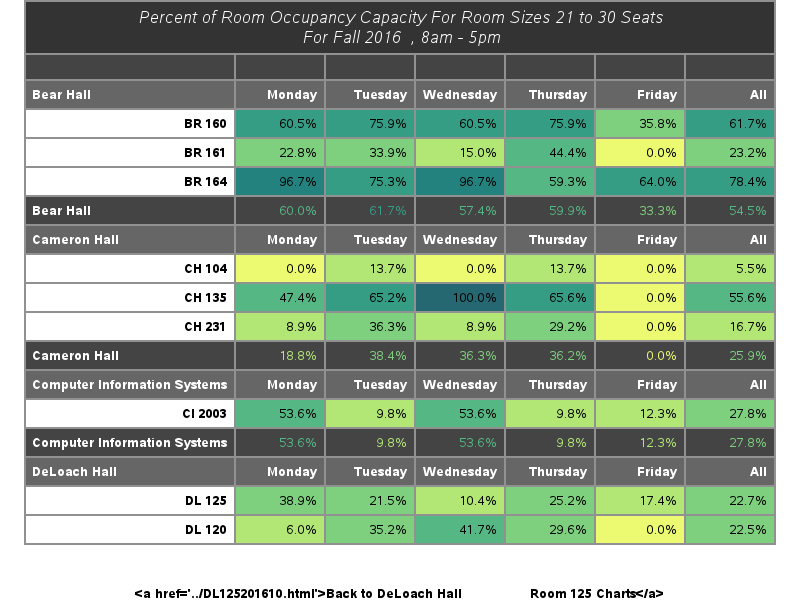 Percent of Room Occupancy Capacity For Room Sizes 21 to 30 Seats
For Fall 2016 , 8am - 5pm
Bear Hall Monday Tuesday Wednesday Thursday Friday All
BR 160 60.5% 75.9% 60.5% 75.9% 35.8% 61.7%
BR 161 22.8% 33.9% 15.0% 44.4% 0.0% 23.2%
BR 164 96.7% 75.3% 96.7% 59.3% 64.0% 78.4%
Bear Hall 60.0% 61.7% 57.4% 59.9% 33.3% 54.5%
Cameron Hall Monday Tuesday Wednesday Thursday Friday All
CH 104 0.0% 13.7% 0.0% 13.7% 0.0% 5.5%
CH 135 47.4% 65.2% 100.0% 65.6% 0.0% 55.6%
CH 231 8.9% 36.3% 8.9% 29.2% 0.0% 16.7%
Cameron Hall 18.8% 38.4% 36.3% 36.2% 0.0% 25.9%
Computer Information Systems Monday Tuesday Wednesday Thursday Friday All
CI 2003 53.6% 9.8% 53.6% 9.8% 12.3% 27.8%
Computer Information Systems 53.6% 9.8% 53.6% 9.8% 12.3% 27.8%
DeLoach Hall Monday Tuesday Wednesday Thursday Friday All
DL 125 38.9% 21.5% 10.4% 25.2% 17.4% 22.7%
DL 120 6.0% 35.2% 41.7% 29.6% 0.0% 22.5%
<a href='../DL125201610.html'>Back to DeLoach Hall Room 125 Charts</a>